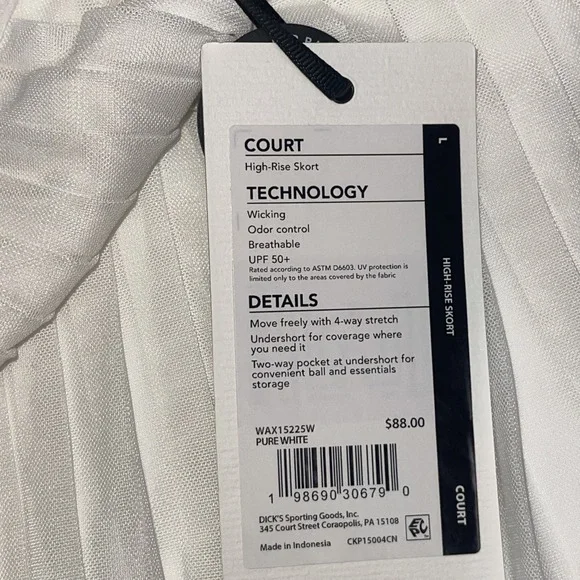 COURT
High-Rise Skort
TECHNOLOGY
Wicking
Odor control
Breathable
UPF 50+
Rated according to ASTM D6603. UV protection is
limited only to the areas covered by the fabric
DETAILS
Move freely with 4-way stretch
Undershort for coverage where
you need it
Two-way pocket at undershort for
convenient ball and essentials
storage
WAX15225W
PURE WHITE
$88.00
1 98690 30679 0
DICK'S Sporting Goods, Inc.
345 Court Street Coraopolis, PA 15108
Made in Indonesia
CKP15004CN
L
HIGH-RISE SKORT
COURT